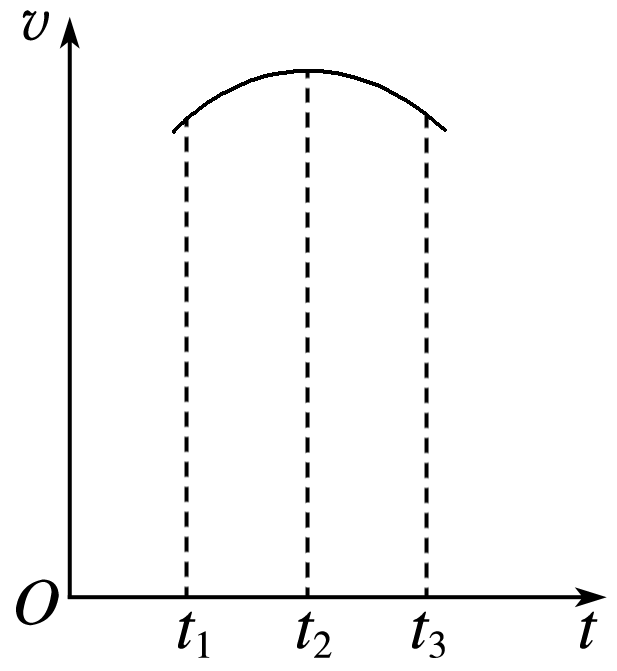 v
O
t₁ t₂ t₃ t